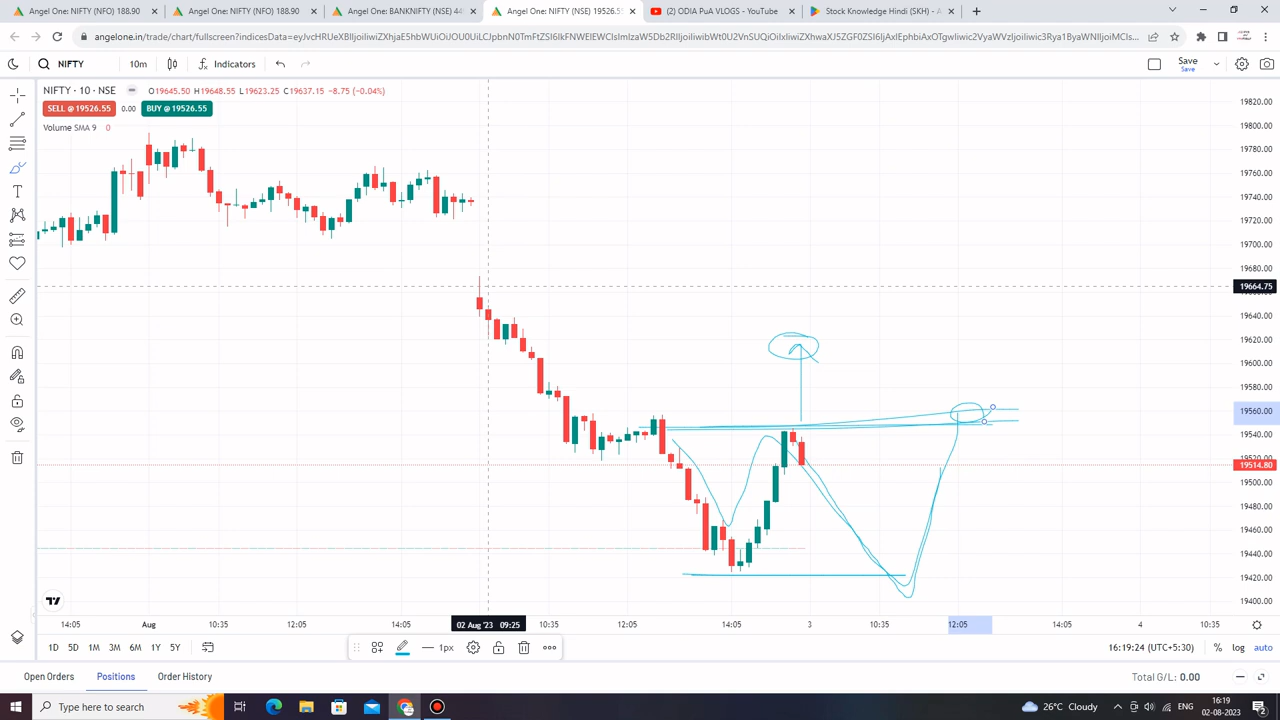 Angel One: NIFTY (NFO) 188.90
Angel One: NIFTY (NFO) 188.90
Angel One: BANKNIFTY (NSE) 44
Angel One: NIFTY (NSE) 19526.5
(2) ODIA PuA VLOGS - YouTube
Stock Knowledge Hindi (SKH) - A
NIFTY
10m
Indicators
Save
Save
NIFTY · 10 · NSE
O19645.50 H19648.55 L19623.25 C19637.15 -8.75 (-0.04%)
SELL @ 19526.55 0.00 BUY @ 19526.55
Volume SMA 9 0
19820.00
19800.00
19780.00
19760.00
19740.00
19720.00
19700.00
19680.00
19664.75
19640.00
19620.00
19600.00
19580.00
19560.00
19540.00
19514.80
19500.00
19480.00
19460.00
19440.00
19420.00
19400.00
14:05 Aug 10:35 12:05 14:05 02 Aug '23 09:25 10:35 12:05 14:05 3 10:35 12:05 14:05 4 10:35
1D 5D 1M 3M 6M 1Y 5Y
1px
16:19:24 (UTC+5:30) % log auto
Open Orders Positions Order History
Total G/L: 0.00
Type here to search
26°C Cloudy
ENG
16:19
02-08-2023
2